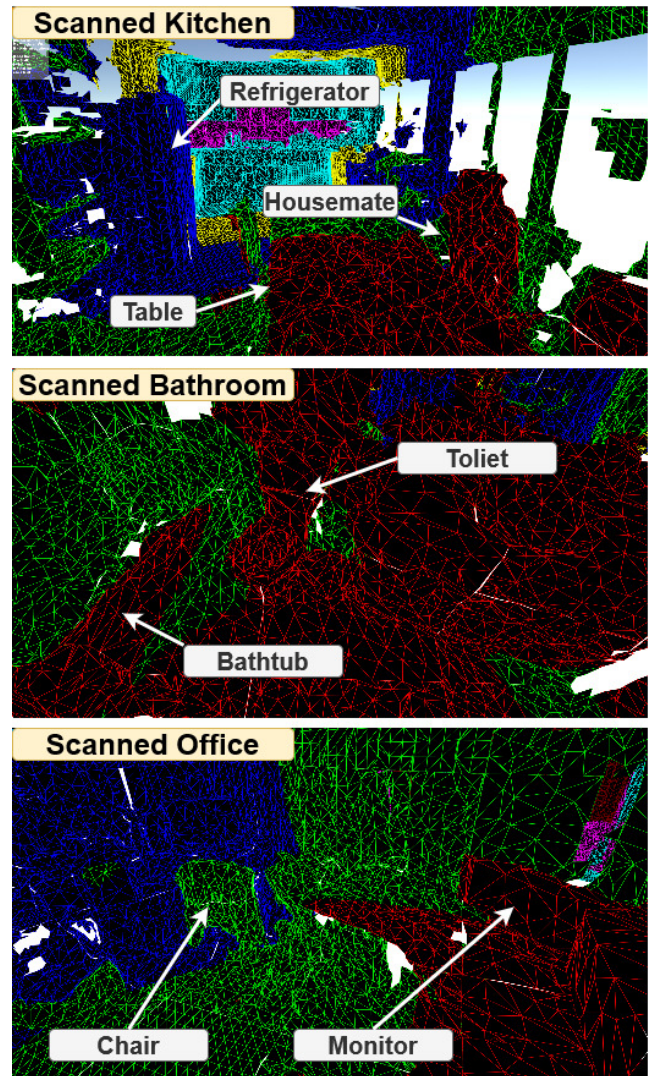 Scanned Kitchen
Refrigerator
Housemate
Table
Scanned Bathroom
Toliet
Bathtub
Scanned Office
Chair
Monitor